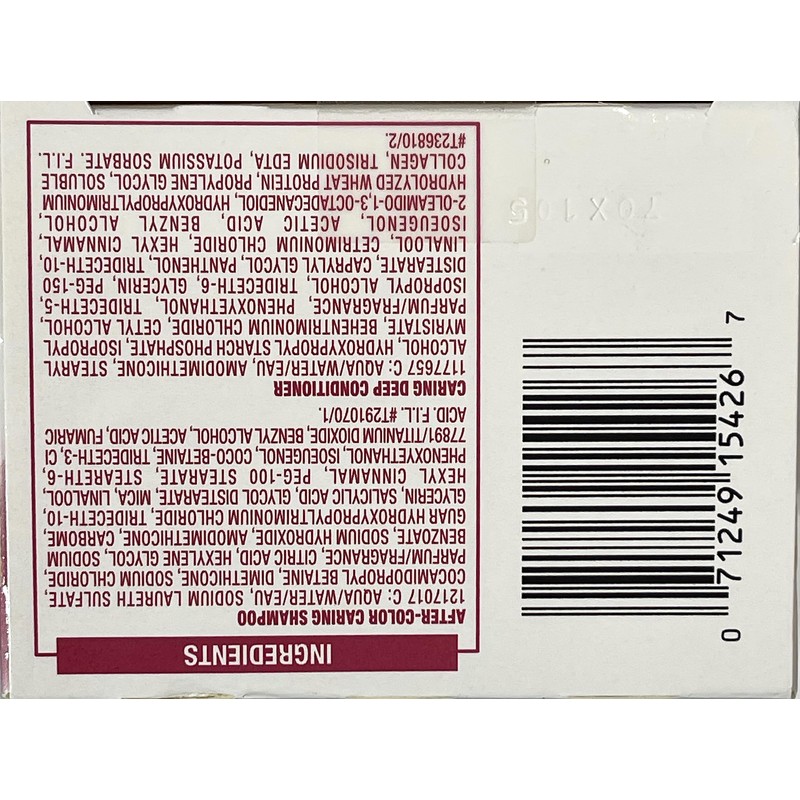 INGREDIENTS
AFTER-COLOR CARING SHAMPOO
1217017 C: AQUA/WATER/EAU, SODIUM LAURETH SULFATE,
COCAMIDOPROPYL BETAINE, DIMETHICONE, SODIUM CHLORIDE,
PARFUM/FRAGRANCE, CITRIC ACID, HEXYLENE GLYCOL, SODIUM
BENZOATE, SODIUM HYDROXIDE, AMODIMETHICONE, CARBOMER,
GUAR HYDROXYPROPYLTRIMONIUM CHLORIDE, TRIDECETH-10,
GLYCERIN, SALICYLIC ACID, GLYCOL DISTEARATE, MICA, LINALOOL,
HEXYL CINNAMAL, PEG-100 STEARATE, STEARETH-6,
PHENOXYETHANOL, ISOEUGENOL, COCO-BETAINE, TRIDECETH-3, CI
77891/TITANIUM DIOXIDE, BENZYL ALCOHOL, ACETIC ACID, FUMARIC
ACID. F.I.L. #T291070/1.
CARING DEEP CONDITIONER
1177657 C: AQUA/WATER/EAU, AMODIMETHICONE, STEARYL
ALCOHOL, HYDROXYPROPYL STARCH PHOSPHATE, ISOPROPYL
MYRISTATE, BEHENTRIMONIUM CHLORIDE, CETYL ALCOHOL,
PARFUM/FRAGRANCE, PHENOXYETHANOL, TRIDECETH-5,
ISOPROPYL ALCOHOL, TRIDECETH-6, GLYCERIN, PEG-150
DISTEARATE, CAPRYLYL GLYCOL, PANTHENOL, TRIDECETH-10,
LINALOOL, CETRIMONIUM CHLORIDE, HEXYL CINNAMAL,
ISOEUGENOL, ACETIC ACID, BENZYL ALCOHOL,
2-OLEAMIDO-1,3-OCTADECANEDIOL, HYDROXYPROPYLTRIMONIUM
HYDROLYZED WHEAT PROTEIN, PROPYLENE GLYCOL, SOLUBLE
COLLAGEN, TRISODIUM EDTA, POTASSIUM SORBATE. F.I.L.
#T236810/2.
70X105
0 71249 15426 7